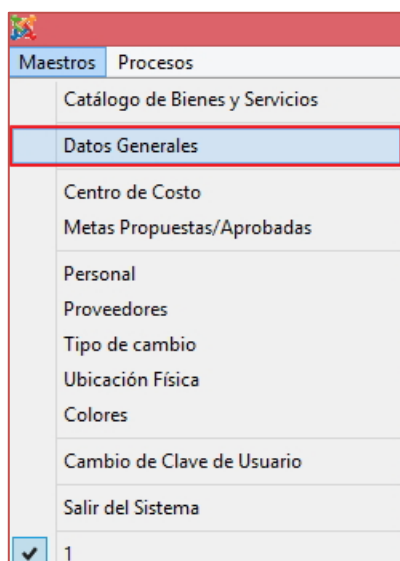 Maestros Procesos
Catálogo de Bienes y Servicios
Datos Generales
Centro de Costo
Metas Propuestas/Aprobadas
Personal
Proveedores
Tipo de cambio
Ubicación Física
Colores
Cambio de Clave de Usuario
Salir del Sistema
1